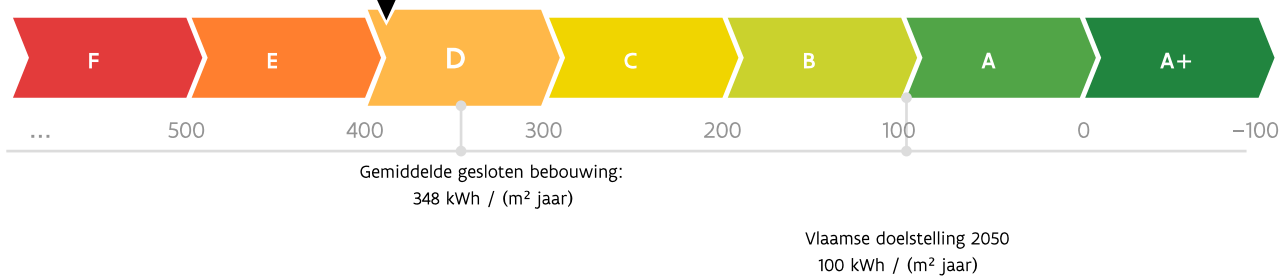 F E D C B A A+
... 500 400 300 200 100 0 −100
Gemiddelde gesloten bebouwing:
348 kWh / (m² jaar)
Vlaamse doelstelling 2050
100 kWh / (m² jaar)